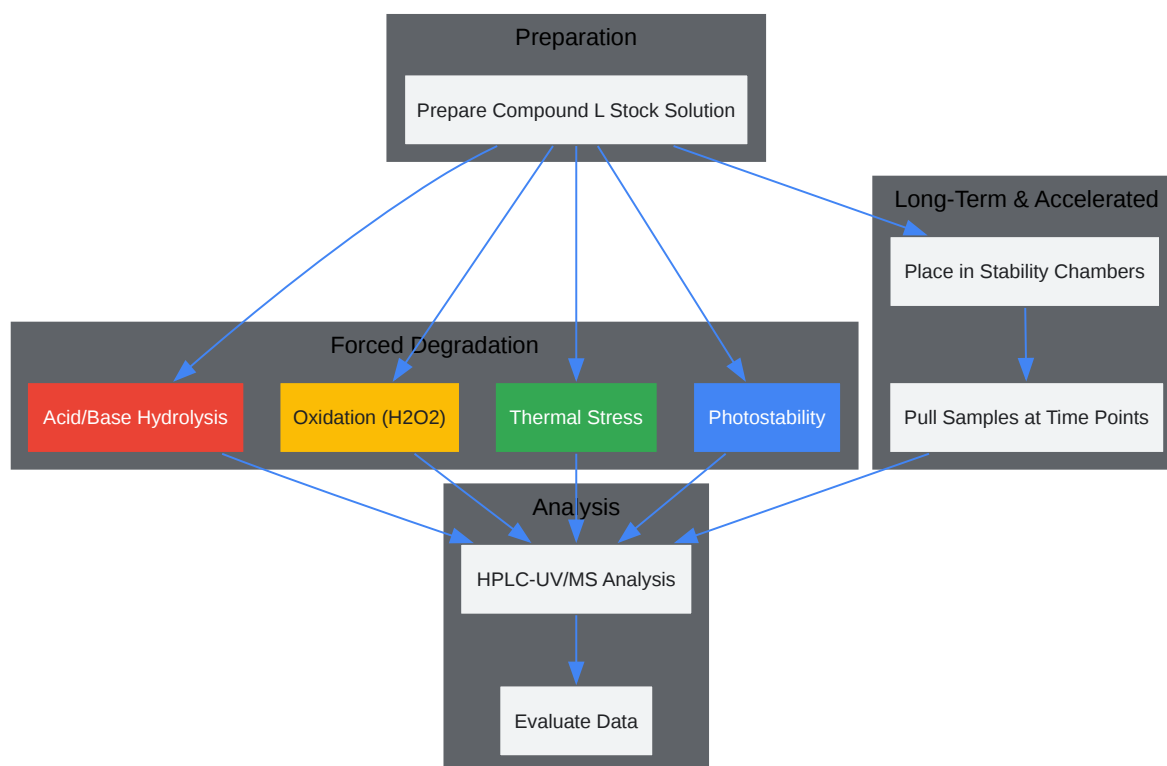 Preparation
Prepare Compound L Stock Solution
Long-Term & Accelerated
Place in Stability Chambers
Pull Samples at Time Points
Forced Degradation
Acid/Base Hydrolysis
Oxidation (H2O2)
Thermal Stress
Photostability
Analysis
HPLC-UV/MS Analysis
Evaluate Data